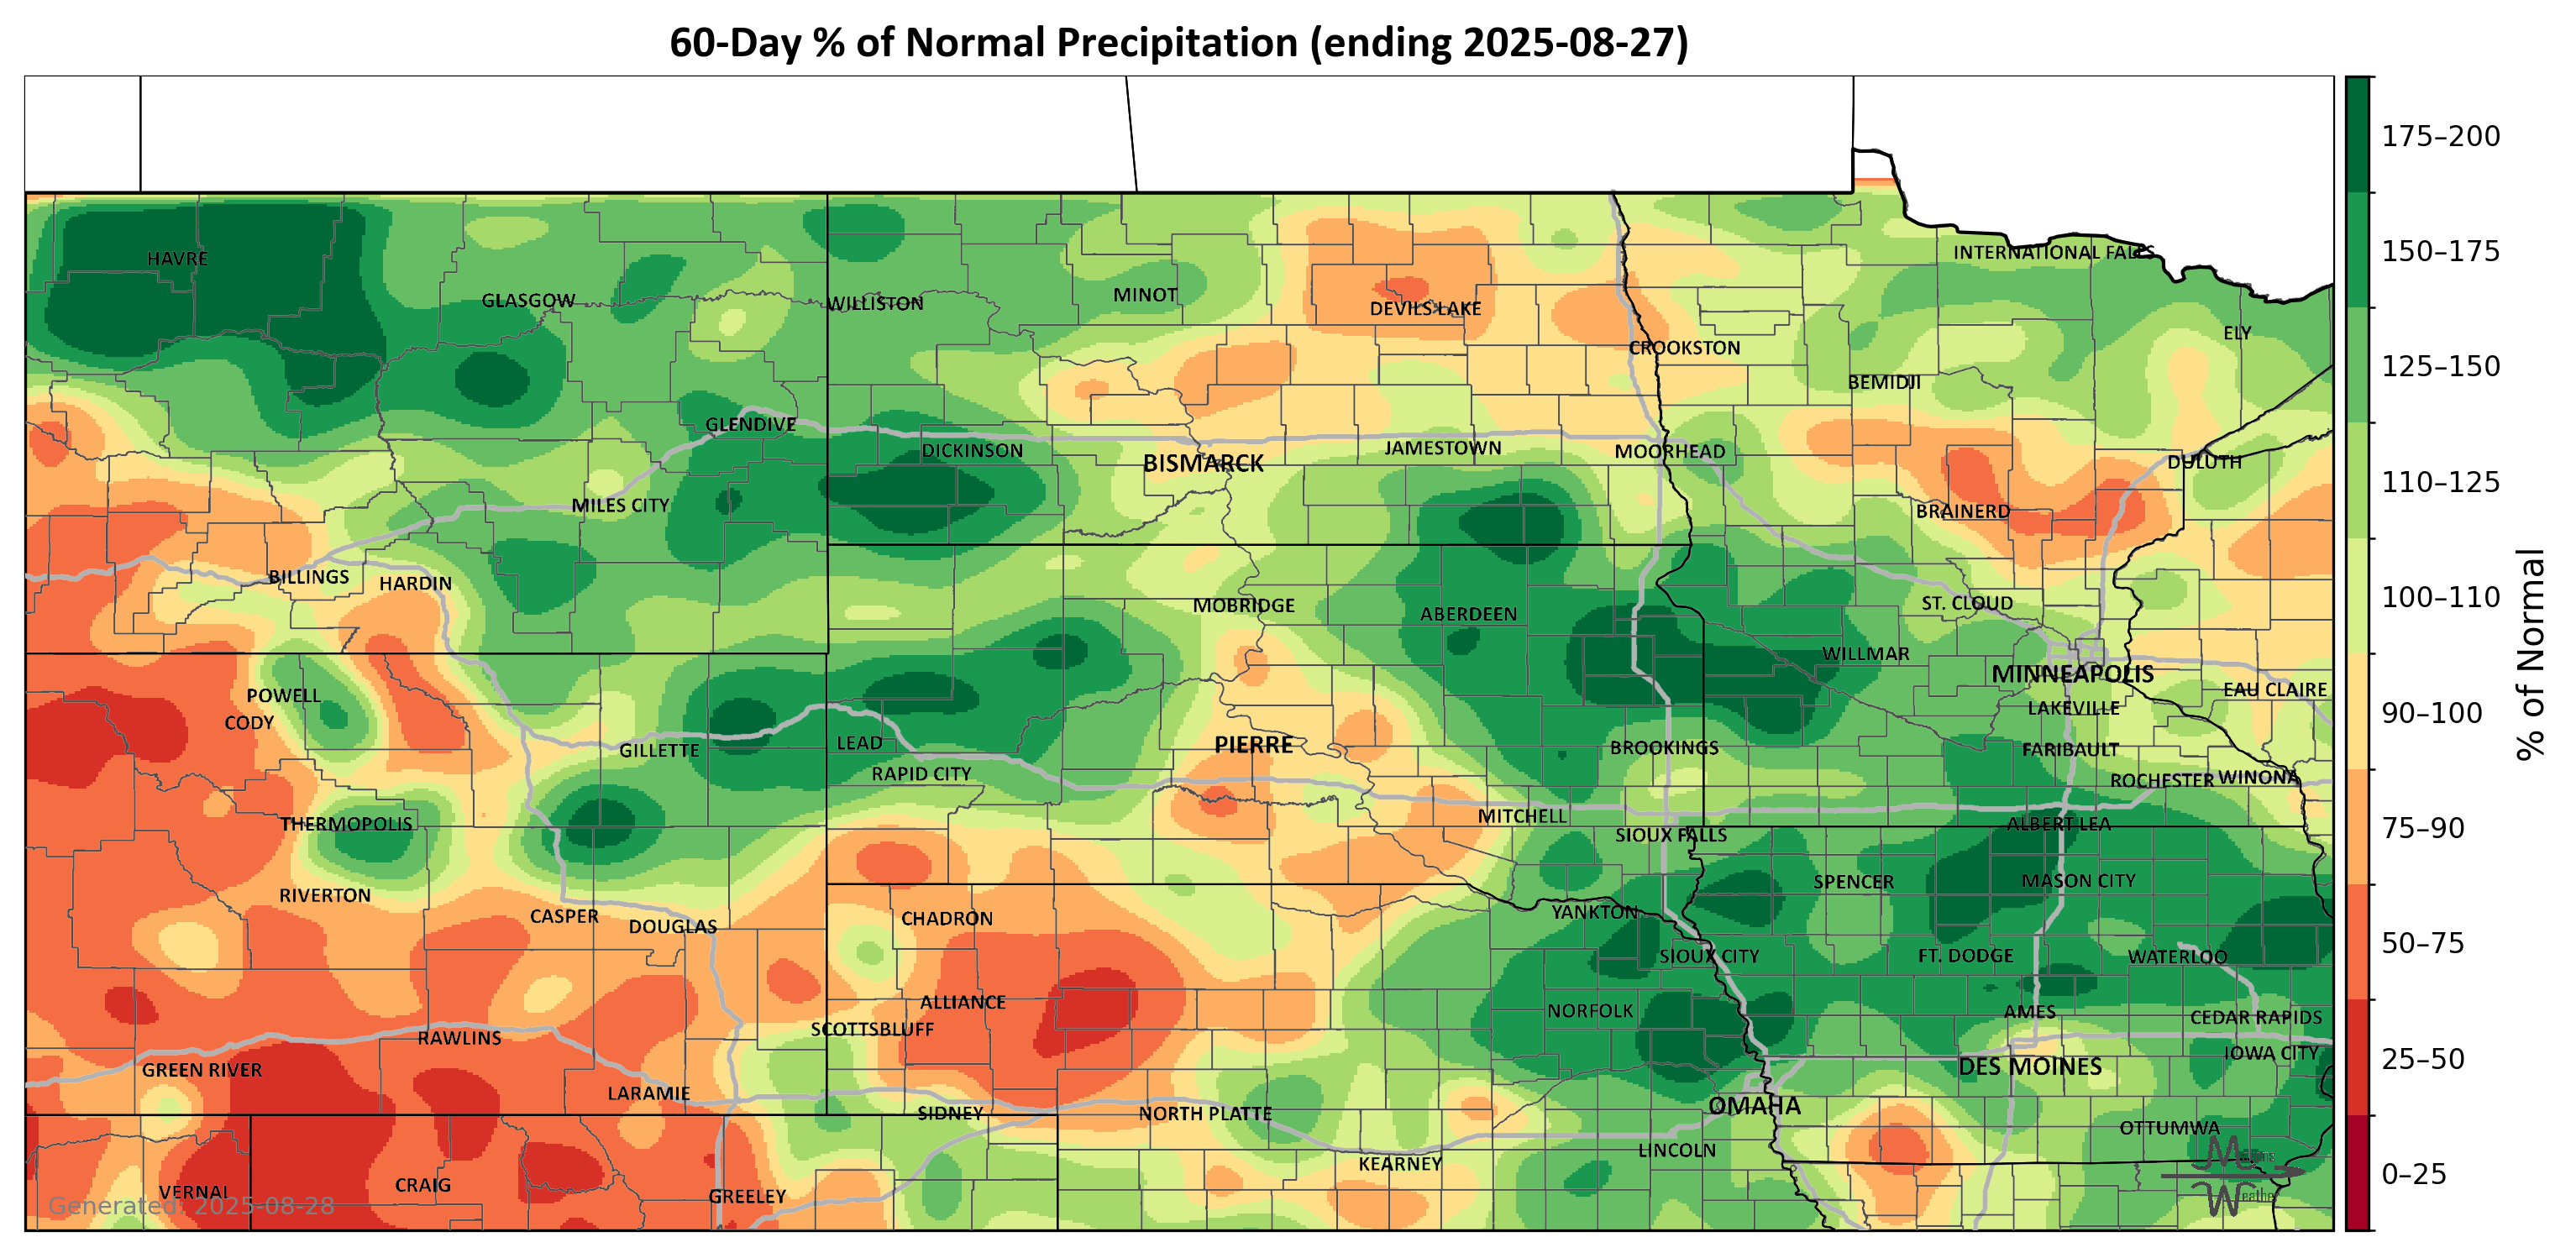 60-Day % of Normal Precipitation (ending 2025-08-27)
175–200
150–175
125–150
110–125
100–110
90–100
75–90
50–75
25–50
0–25
% of Normal
HAVRE
INTERNATIONAL FALLS
GLASGOW
WILLISTON
MINOT
DEVILS LAKE
CROOKSTON
ELY
BEMIDJI
GLENDIVE
DICKINSON
BISMARCK
JAMESTOWN
MOORHEAD
DULUTH
MILES CITY
BRAINERD
BILLINGS
HARDIN
MOBRIDGE
ABERDEEN
ST. CLOUD
WILLMAR
MINNEAPOLIS
POWELL
CODY
EAU CLAIRE
LAKEVILLE
GILLETTE
LEAD
PIERRE
BROOKINGS
FARIBAULT
RAPID CITY
ROCHESTER
WINONA
THERMOPOLIS
MITCHELL
SIOUX FALLS
ALBERT LEA
RIVERTON
SPENCER
MASON CITY
CASPER
DOUGLAS
CHADRON
YANKTON
SIOUX CITY
FT. DODGE
WATERLOO
ALLIANCE
NORFOLK
AMES
CEDAR RAPIDS
SCOTTSBLUFF
RAWLINS
GREEN RIVER
DES MOINES
IOWA CITY
LARAMIE
SIDNEY
NORTH PLATTE
OMAHA
OTTUMWA
KEARNEY
LINCOLN
VERNAL
CRAIG
GREELEY
Generated: 2025-08-28